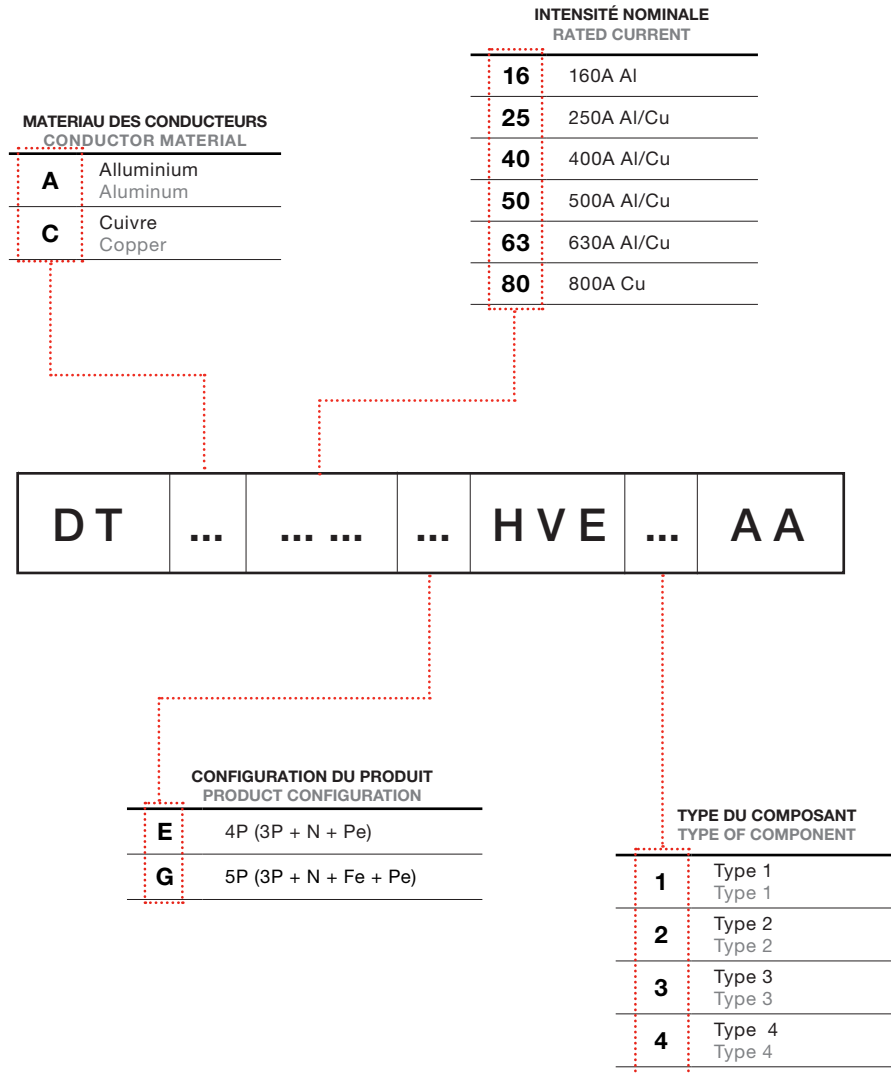 INTENSITÉ NOMINALE
RATED CURRENT
16 160A Al
25 250A Al/Cu
40 400A Al/Cu
50 500A Al/Cu
63 630A Al/Cu
80 800A Cu
MATERIAU DES CONDUCTEURS
CONDUCTOR MATERIAL
A Alluminium
Aluminum
C Cuivre
Copper
D T ... ... ... ... H V E ... A A
CONFIGURATION DU PRODUIT
PRODUCT CONFIGURATION
E 4P (3P + N + Pe)
G 5P (3P + N + Fe + Pe)
TYPE DU COMPOSANT
TYPE OF COMPONENT
1 Type 1
Type 1
2 Type 2
Type 2
3 Type 3
Type 3
4 Type 4
Type 4